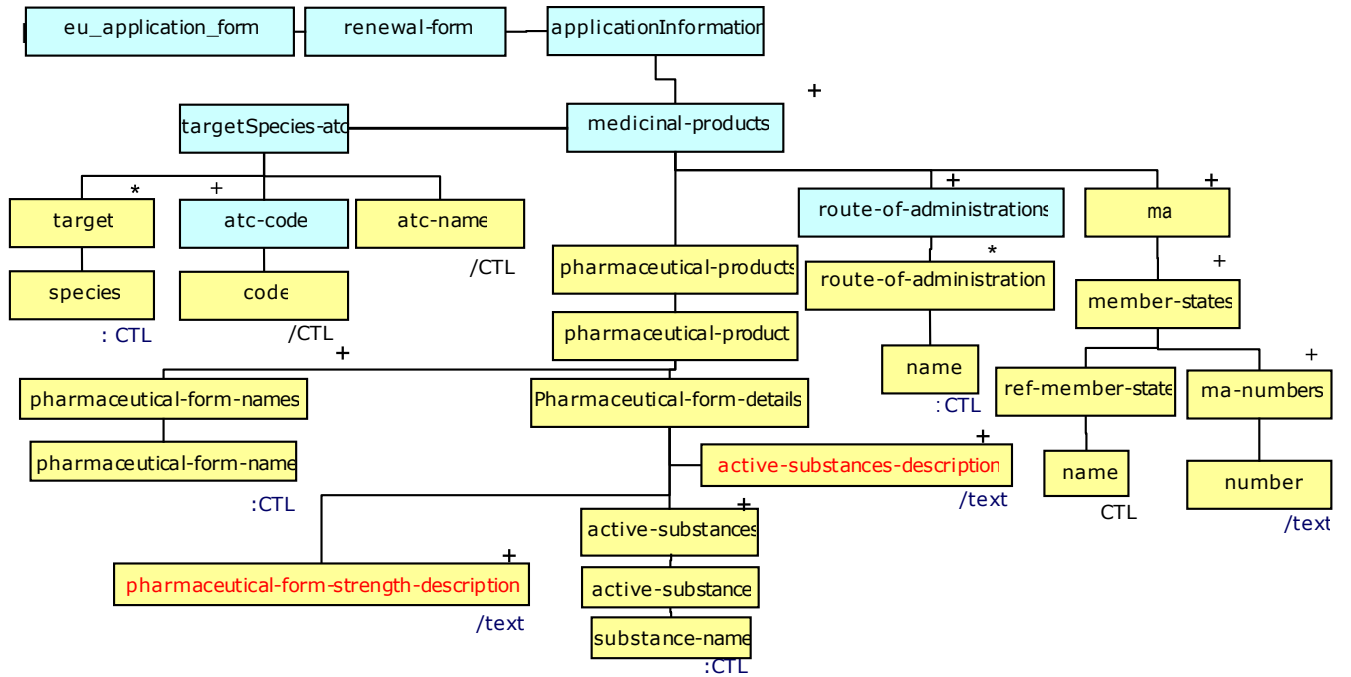 eu_application_form
renewal-form
applicationInformation
+
targetSpecies-atc
medicinal-products
*
+
+
+
target
atc-code
atc-name
route-of-administrations
ma
/CTL
*
+
species
code
pharmaceutical-products
route-of-administration
member-states
: CTL
/CTL
pharmaceutical-product
+
+
name
ref-member-state
ma-numbers
:CTL
pharmaceutical-form-names
Pharmaceutical-form-details
+
pharmaceutical-form-name
active-substances-description
name
number
:CTL
/text
CTL
/text
+
active-substances
+
pharmaceutical-form-strength-description
active-substance
/text
substance-name
:CTL